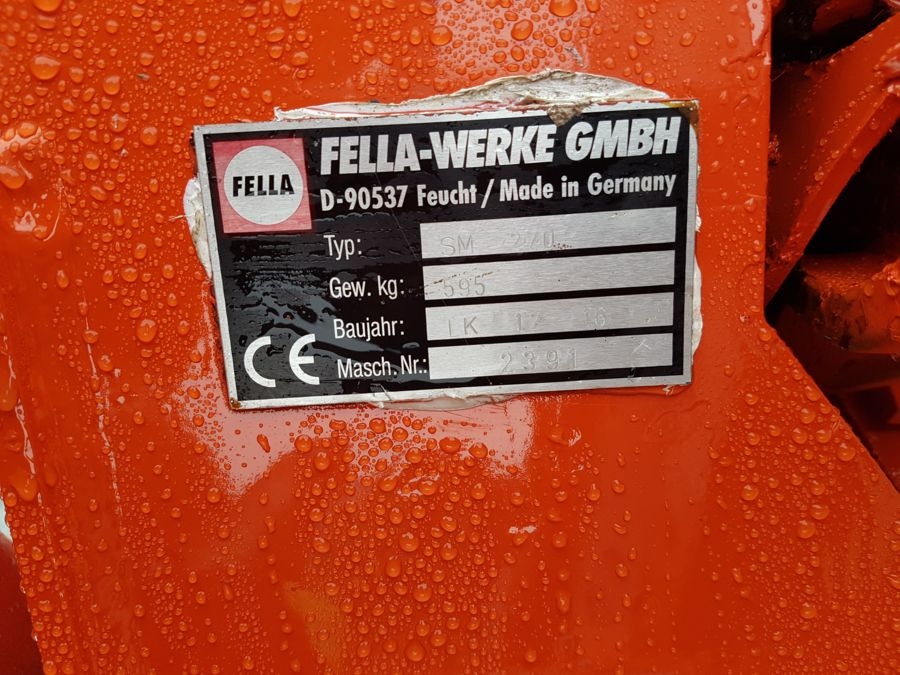 FELLA
FELLA-WERKE GMBH
D-90537 Feucht / Made in Germany
Typ: SM 270
Gew. kg: 595
Baujahr: K
Masch. Nr.: 2391
CE